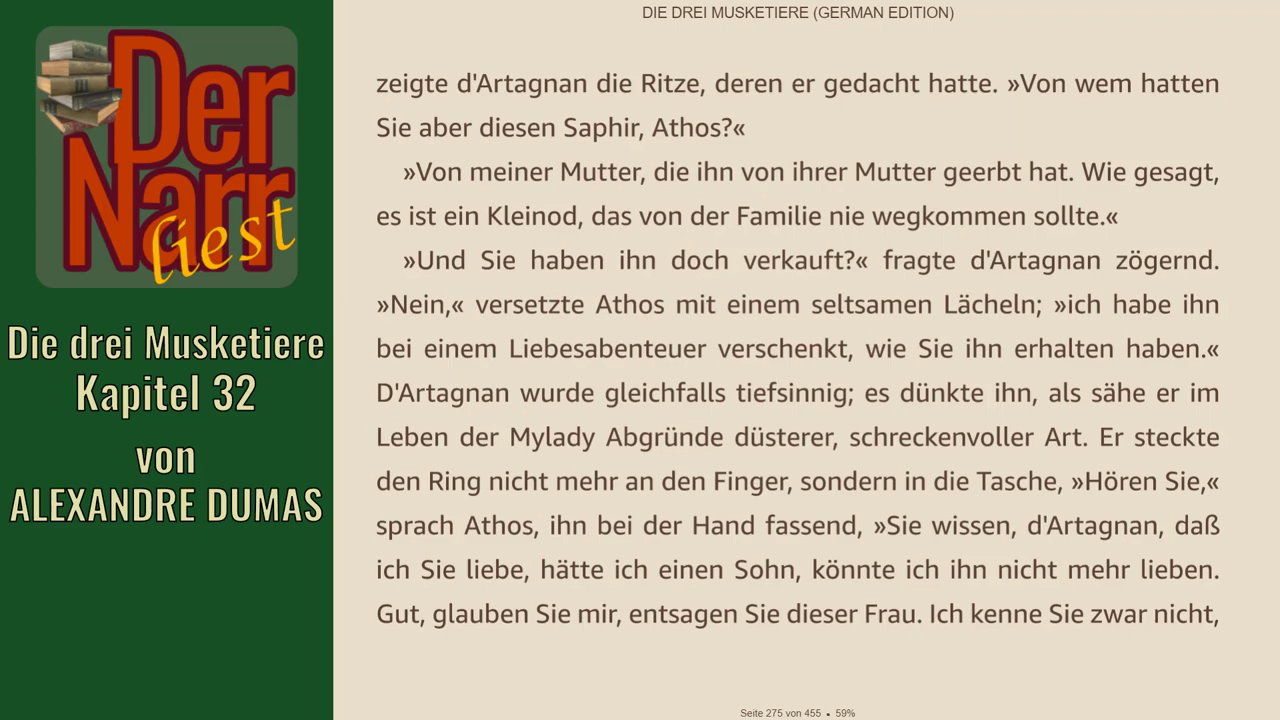 Der
Narr
liest
Die drei Musketiere
Kapitel 32
von
ALEXANDRE DUMAS
DIE DREI MUSKETIERE (GERMAN EDITION)
zeigte d'Artagnan die Ritze, deren er gedacht hatte. »Von wem hatten
Sie aber diesen Saphir, Athos?«
»Von meiner Mutter, die ihn von ihrer Mutter geerbt hat. Wie gesagt,
es ist ein Kleinod, das von der Familie nie wegkommen sollte.«
»Und Sie haben ihn doch verkauft?« fragte d'Artagnan zögernd.
»Nein,« versetzte Athos mit einem seltsamen Lächeln; »ich habe ihn
bei einem Liebesabenteuer verschenkt, wie Sie ihn erhalten haben.«
D'Artagnan wurde gleichfalls tiefsinnig; es dünkte ihn, als sähe er im
Leben der Mylady Abgründe düsterer, schreckenvoller Art. Er steckte
den Ring nicht mehr an den Finger, sondern in die Tasche, »Hören Sie,«
sprach Athos, ihn bei der Hand fassend, »Sie wissen, d'Artagnan, daß
ich Sie liebe, hätte ich einen Sohn, könnte ich ihn nicht mehr lieben.
Gut, glauben Sie mir, entsagen Sie dieser Frau. Ich kenne Sie zwar nicht,
Seite 275 von 455 • 59%